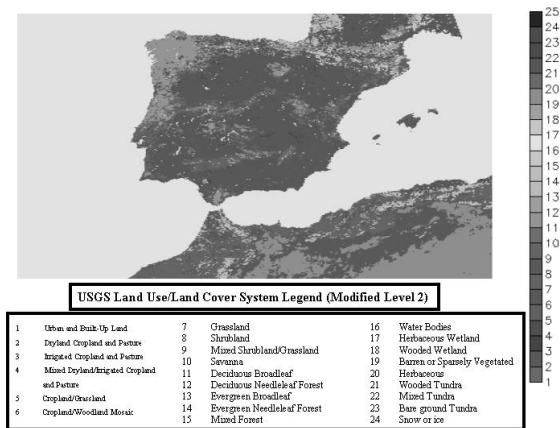 25
24
23
22
21
20
19
18
17
16
15
14
13
12
11
10
9
8
7
6
5
4
3
2
1
USGS Land Use/Land Cover System Legend (Modified Level 2)
1 Urban and Built-Up Land
2 Dryland Cropland and Pasture
3 Irrigated Cropland and Pasture
4 Mixed Dryland/Irrigated Cropland
and Pasture
5 Cropland/Grassland
6 Cropland/Woodland Mosaic
7 Grassland
8 Shrubland
9 Mixed Shrubland/Grassland
10 Savanna
11 Deciduous Broadleaf
12 Deciduous Needleleaf Forest
13 Evergreen Broadleaf
14 Evergreen Needleleaf Forest
15 Mixed Forest
16 Water Bodies
17 Herbaceous Wetland
18 Wooded Wetland
19 Barren or Sparsely Vegetated
20 Herbaceous
21 Wooded Tundra
22 Mixed Tundra
23 Bare ground Tundra
24 Snow or ice